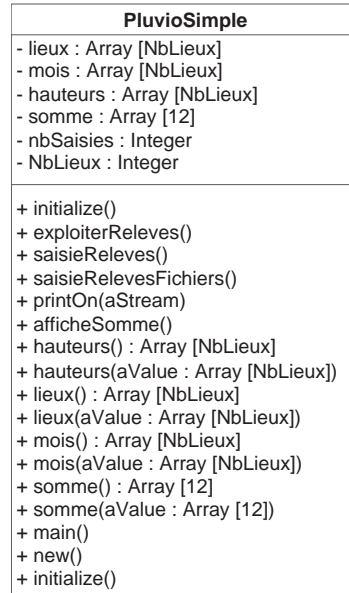 PluvioSimple
- lieux : Array [NbLieux]
- mois : Array [NbLieux]
- hauteurs : Array [NbLieux]
- somme : Array [12]
- nbSaisies : Integer
- NbLieux : Integer
+ initialize()
+ exploiterReleves()
+ saisieReleves()
+ saisieRelevesFichiers()
+ printOn(aStream)
+ afficheSomme()
+ hauteurs() : Array [NbLieux]
+ hauteurs(aValue : Array [NbLieux])
+ lieux() : Array [NbLieux]
+ lieux(aValue : Array [NbLieux])
+ mois() : Array [NbLieux]
+ mois(aValue : Array [NbLieux])
+ somme() : Array [12]
+ somme(aValue : Array [12])
+ main()
+ new()
+ initialize()